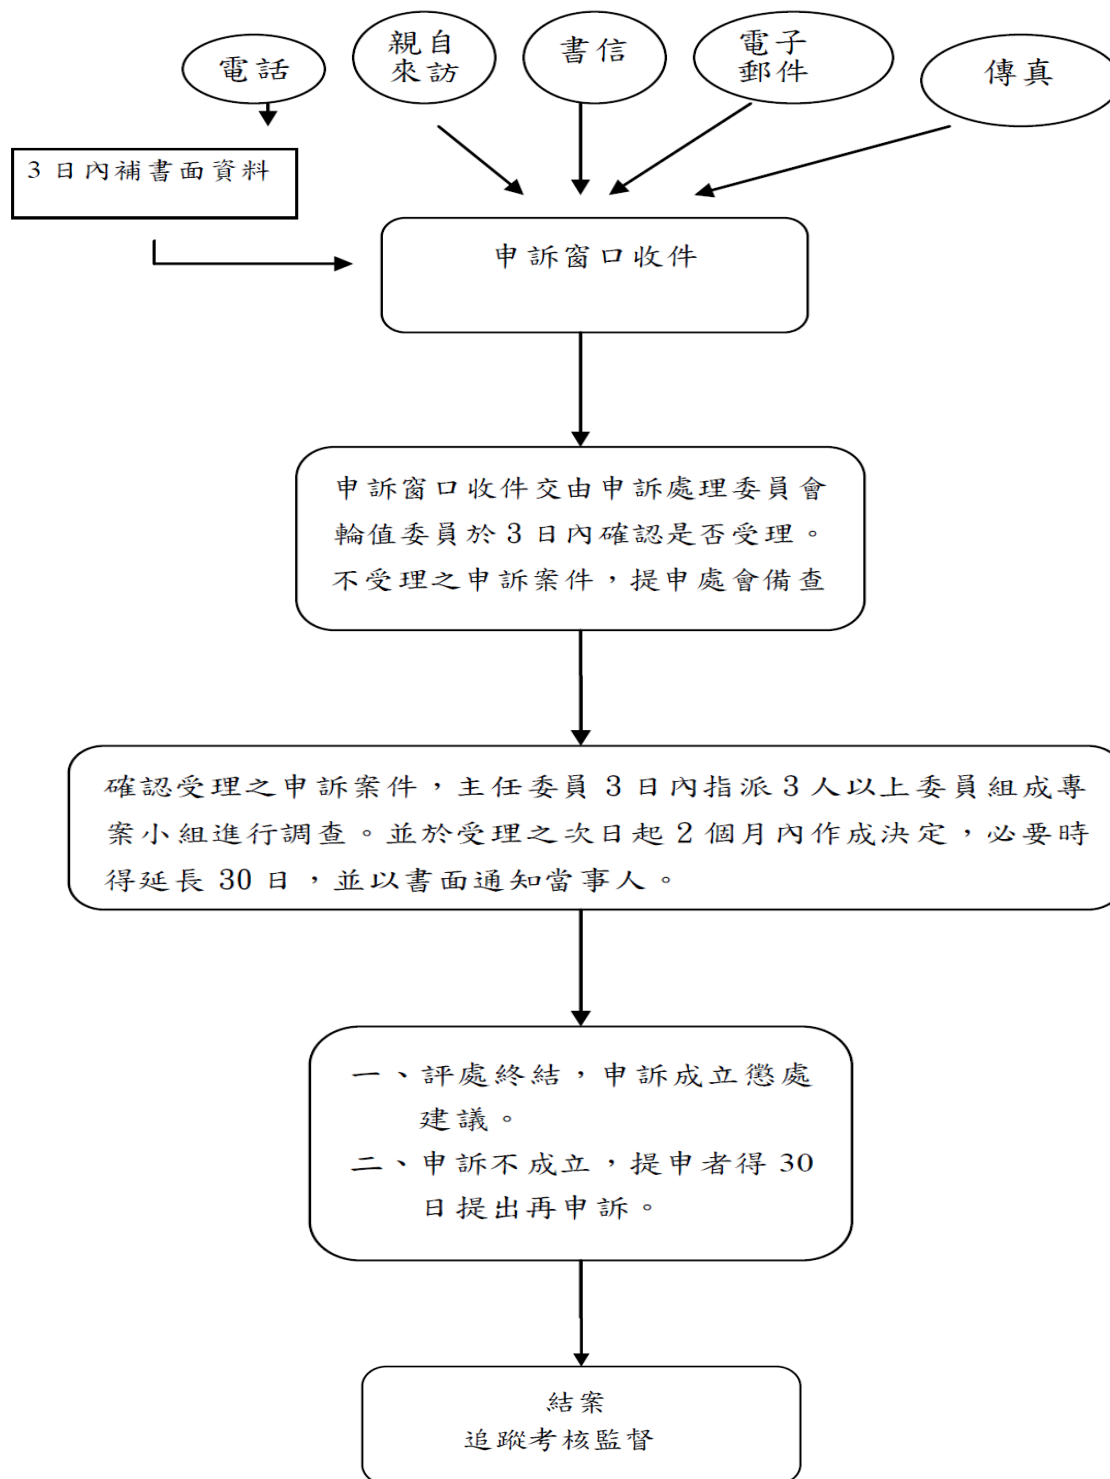 電話
親自
來訪
書信
電子
郵件
傳真
3 日內補書面資料
申訴窗口收件
申訴窗口收件交由申訴處理委員會
輪值委員於 3 日內確認是否受理。
不受理之申訴案件，提申處會備查
確認受理之申訴案件，主任委員 3 日內指派 3 人以上委員組成專
案小組進行調查。並於受理之次日起 2 個月內作成決定，必要時
得延長 30 日，並以書面通知當事人。
一、評處終結，申訴成立懲處
建議。
二、申訴不成立，提申者得 30
日提出再申訴。
結案
追蹤考核監督